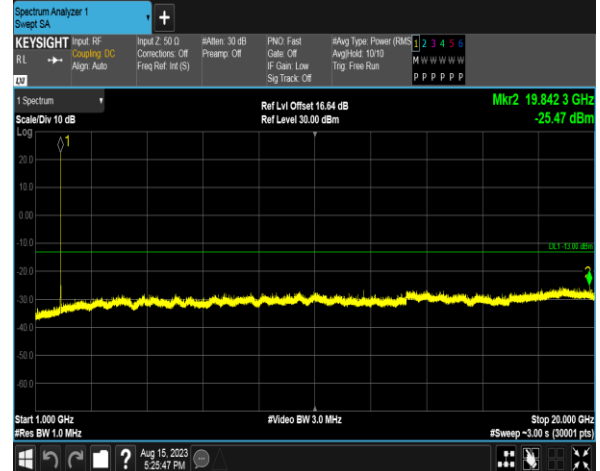 Spectrum Analyzer 1
Swept SA
+
KEYSIGHT Input: RF Input Z: 50 Ω #Atten: 30 dB PNO: Fast #Avg Type: Power (RMS 1 2 3 4 5 6
RL Coupling: DC Corrections: Off Preamp: Off Gate: Off Avg|Hold: 10/10 M W W W W W
Align: Auto Freq Ref: Int (S) IF Gain: Low Trig: Free Run
Sig Track: Off P P P P P P
LXI
1 Spectrum Ref Lvl Offset 16.64 dB Mkr2 19.842 3 GHz
Scale/Div 10 dB Ref Level 30.00 dBm -25.47 dBm
Log
1
20.0
10.0
0.00
-10.0
DL1 -13.00 dBm
-20.0
2
-30.0
-50.0
-60.0
Start 1.000 GHz #Video BW 3.0 MHz Stop 20.000 GHz
#Res BW 1.0 MHz #Sweep ~3.00 s (30001 pts)
? Aug 15, 2023
5:25:47 PM